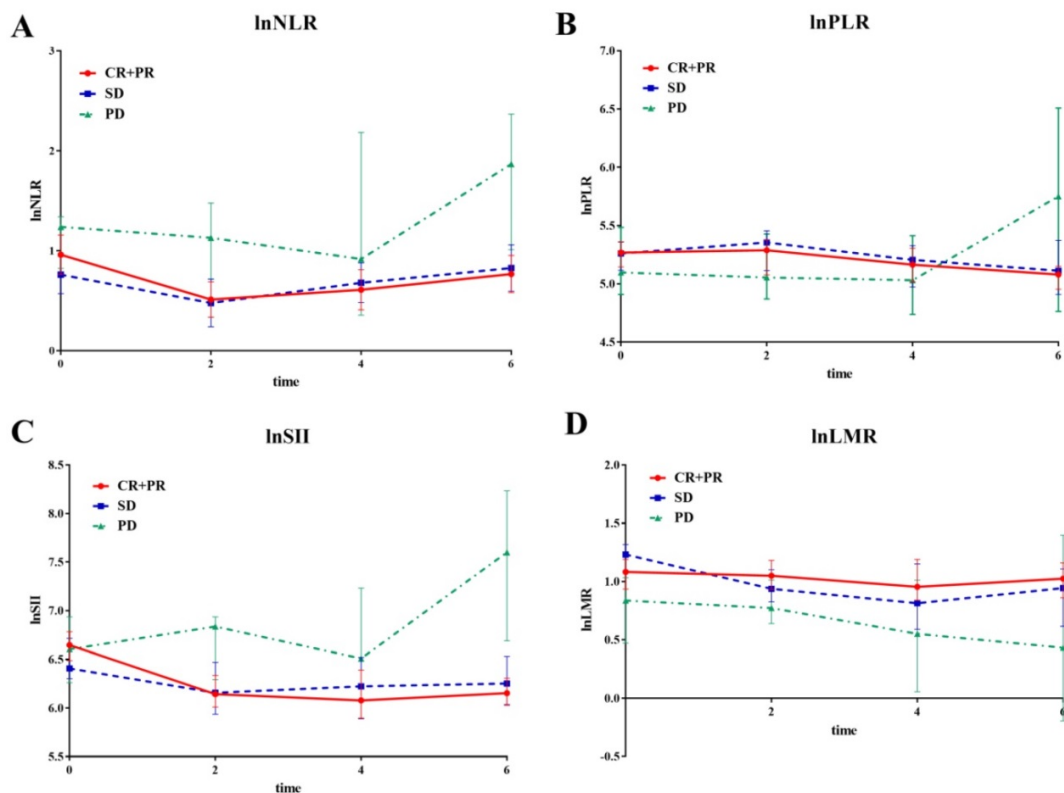 A
lnNLR
3
2
1
0
lnNLR
CR+PR
SD
PD
0 2 4 6
time
B
lnPLR
7.0
6.5
6.0
5.5
5.0
4.5
lnPLR
CR+PR
SD
PD
0 2 4 6
time
C
lnSII
8.5
8.0
7.5
7.0
6.5
6.0
5.5
lnSII
CR+PR
SD
PD
0 2 4 6
time
D
lnLMR
2.0
1.5
1.0
0.5
0.0
-0.5
lnLMR
CR+PR
SD
PD
2 4 6
time